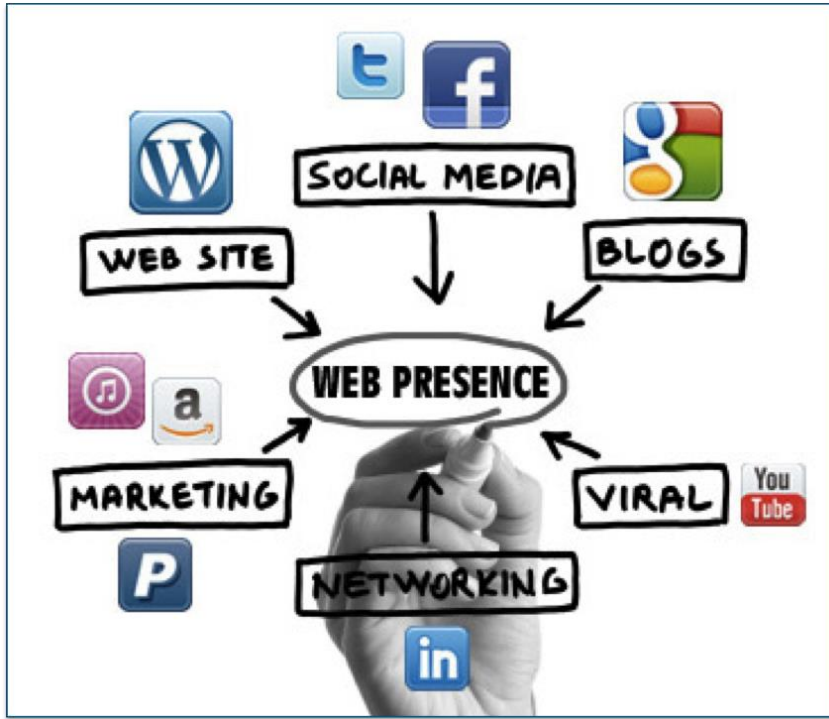 t
f
W
g
SOCIAL MEDIA
WEB SITE
BLOGS
WEB PRESENCE
a
MARKETING
VIRAL
You
Tube
P
NETWORKING
in